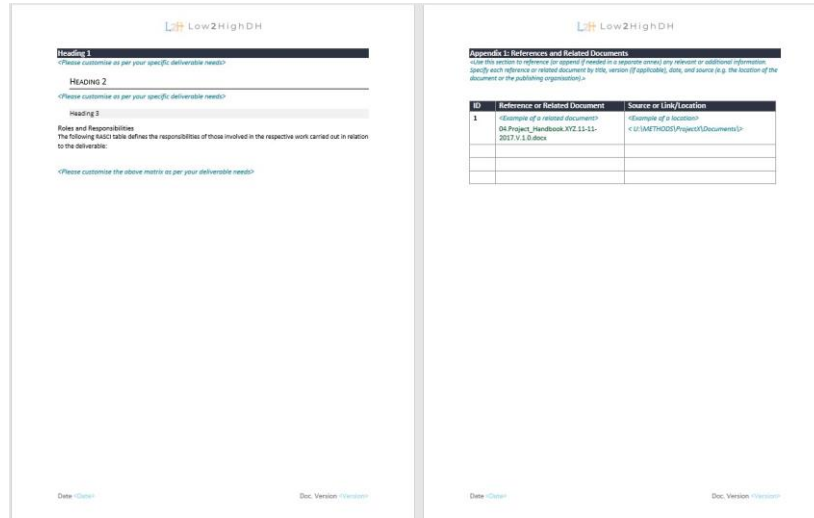 L2H Low2HighDH
Heading 1
<Please customise as per your specific deliverable needs>
HEADING 2
<Please customise as per your specific deliverable needs>
Heading 3
Roles and Responsibilities
The following RASCI table defines the responsibilities of those involved in the respective work carried out in relation
to the deliverable:
<Please customise the above matrix as per your deliverable needs>
Date <Date>
Doc. Version <Version>
L2H Low2HighDH
Appendix 1: References and Related Documents
<Use this section to reference (or append if needed in a separate annex) any relevant or additional information.
Specify each reference or related document by title, version (if applicable), date, and source (e.g. the location of the
document or the publishing organisation).>
ID Reference or Related Document Source or Link/Location
1 <Example of a related document> <Example of a location>
04.Project_Handbook.XYZ.11-11- < U:\METHODS\ProjectX\Documents\>
2017.V.1.0.docx
Date <Date>
Doc. Version <Version>